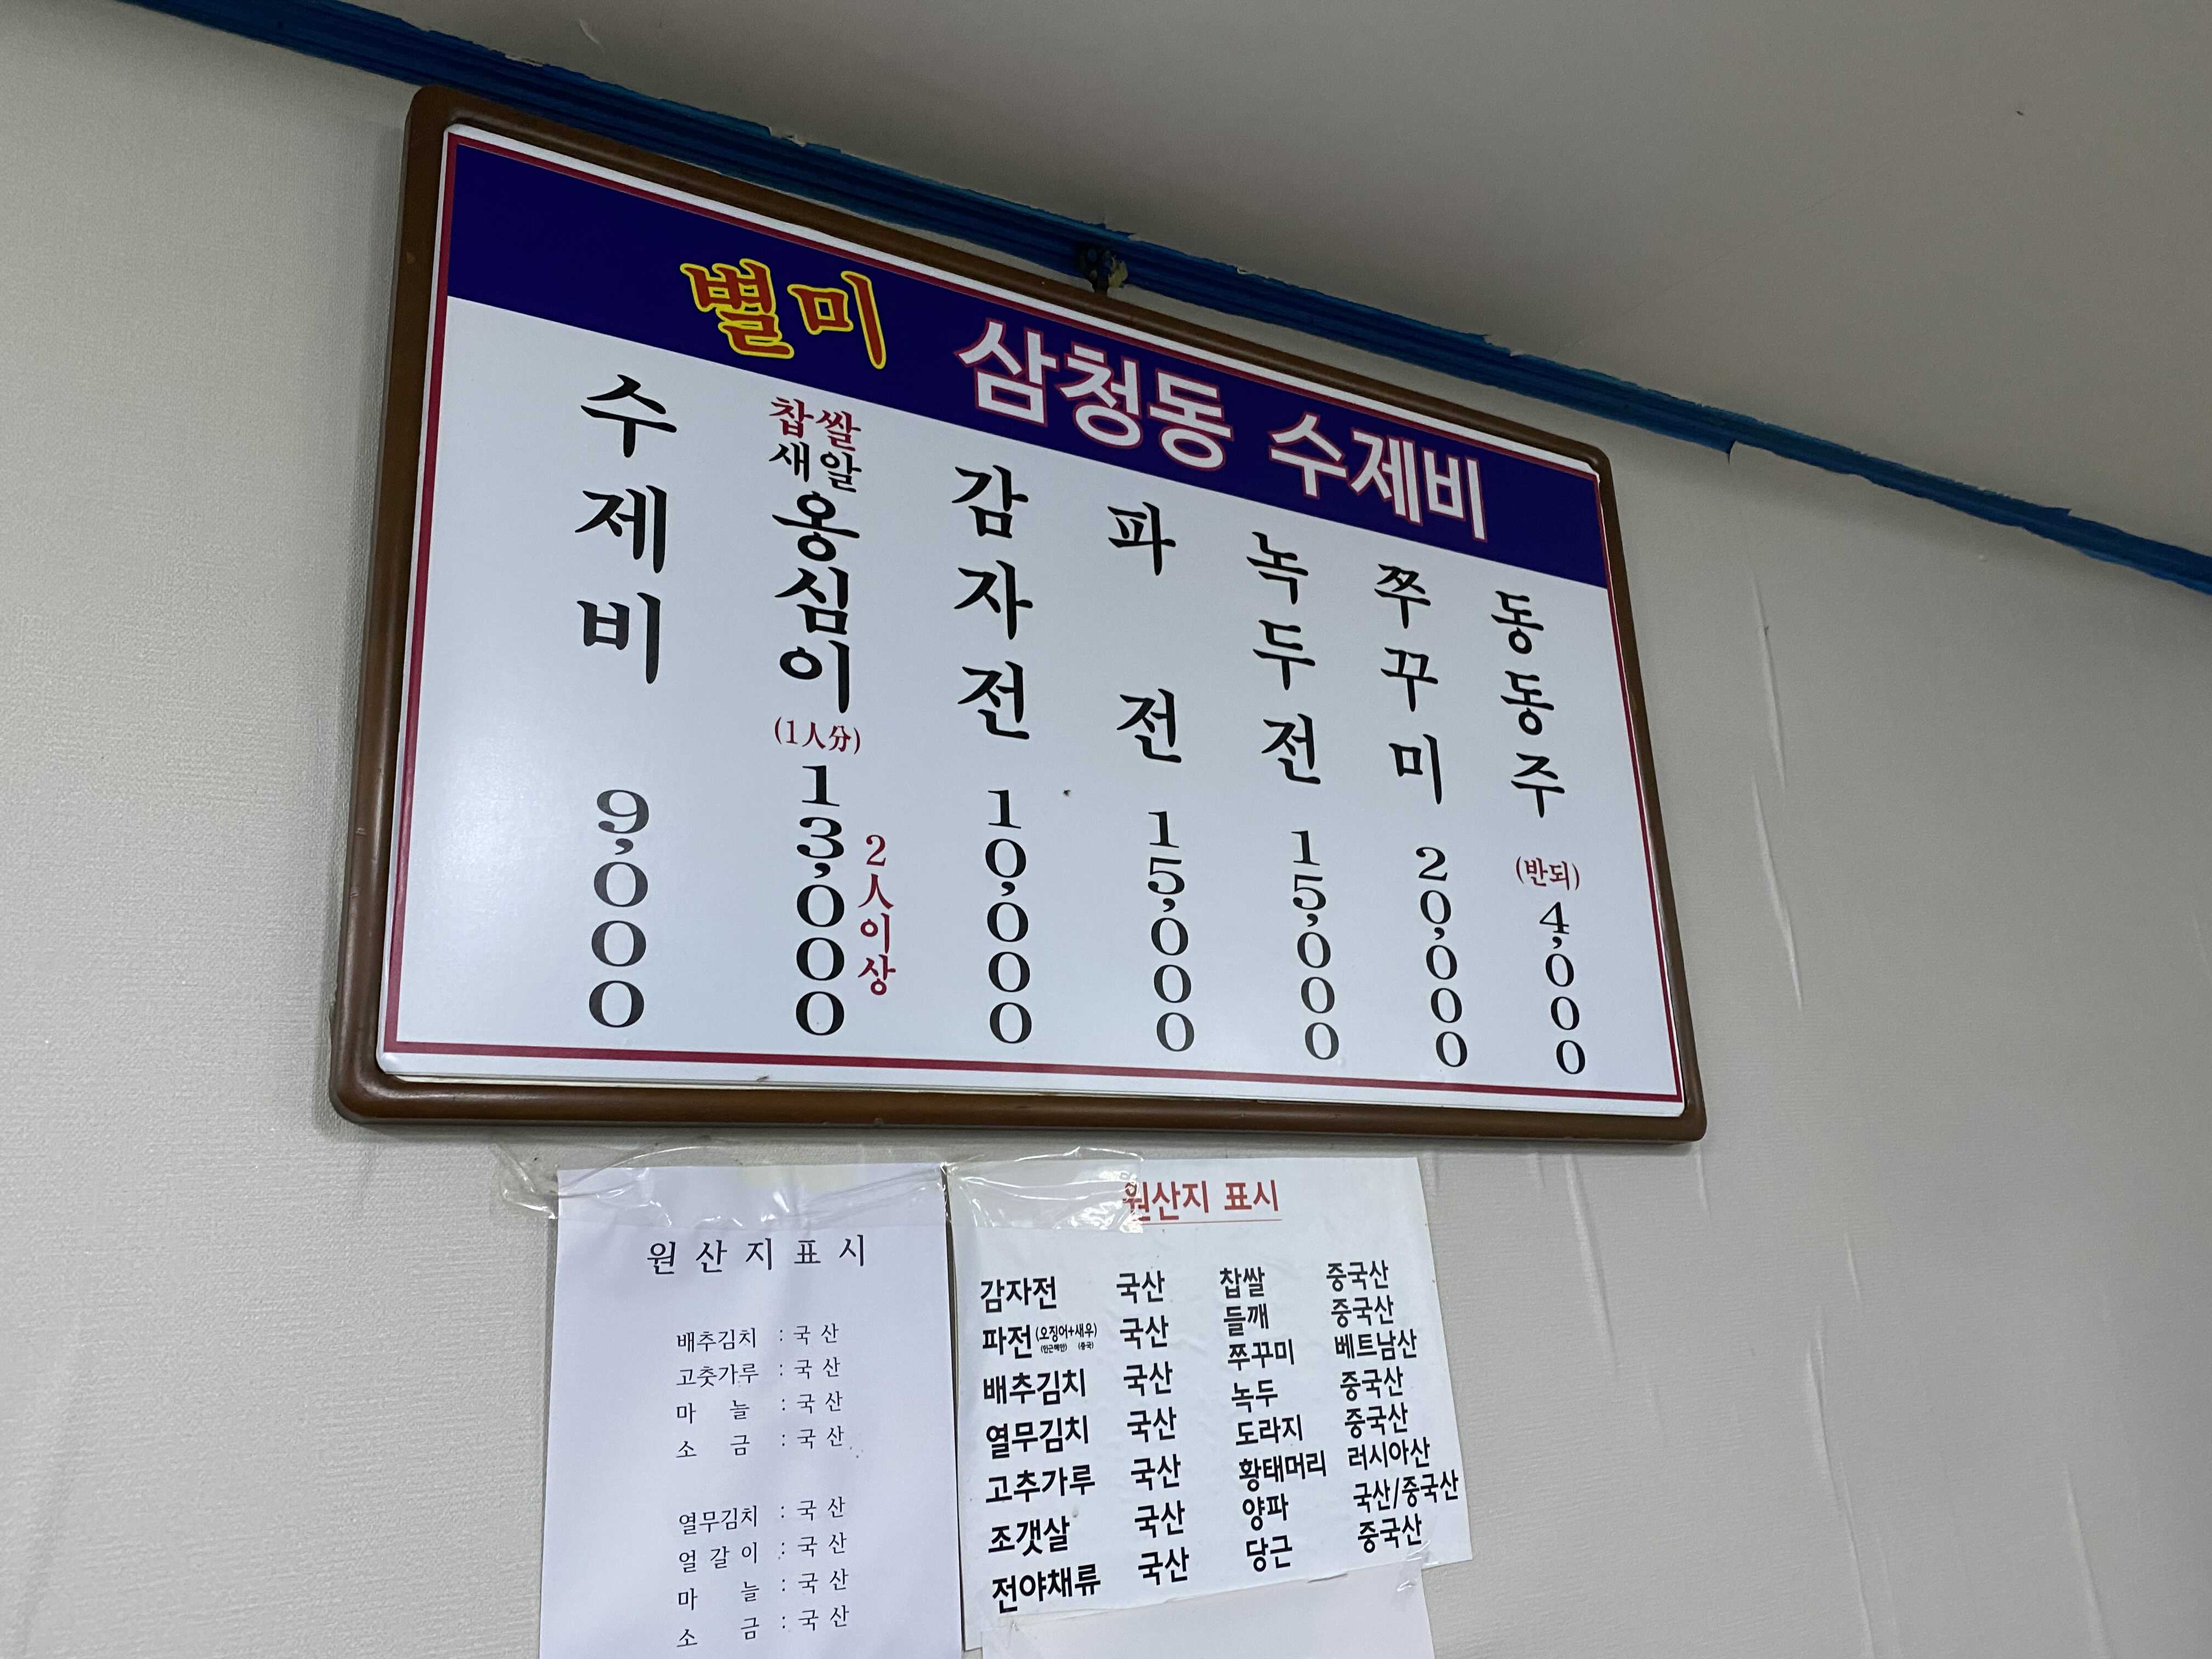 별미 삼청동 수제비
수제비 9,000
찹쌀 새알 옹심이 (1人分) 13,000 2人이상
감자전 10,000
파전 15,000
녹두전 15,000
쭈꾸미 20,000
동동주 (반되) 4,000
원산지표시
배추김치 : 국산
고춧가루 : 국산
마늘 : 국산
소금 : 국산
열무김치 : 국산
얼갈이 : 국산
마늘 : 국산
소금 : 국산
원산지 표시
감자전 국산
파전(오징어+새우) 국산
배추김치 국산
열무김치 국산
고추가루 국산
조갯살 국산
전야채류 국산
찹쌀 중국산
들깨 중국산
쭈꾸미 베트남산
녹두 중국산
도라지 중국산
황태머리 러시아산
양파 국산/중국산
당근 중국산